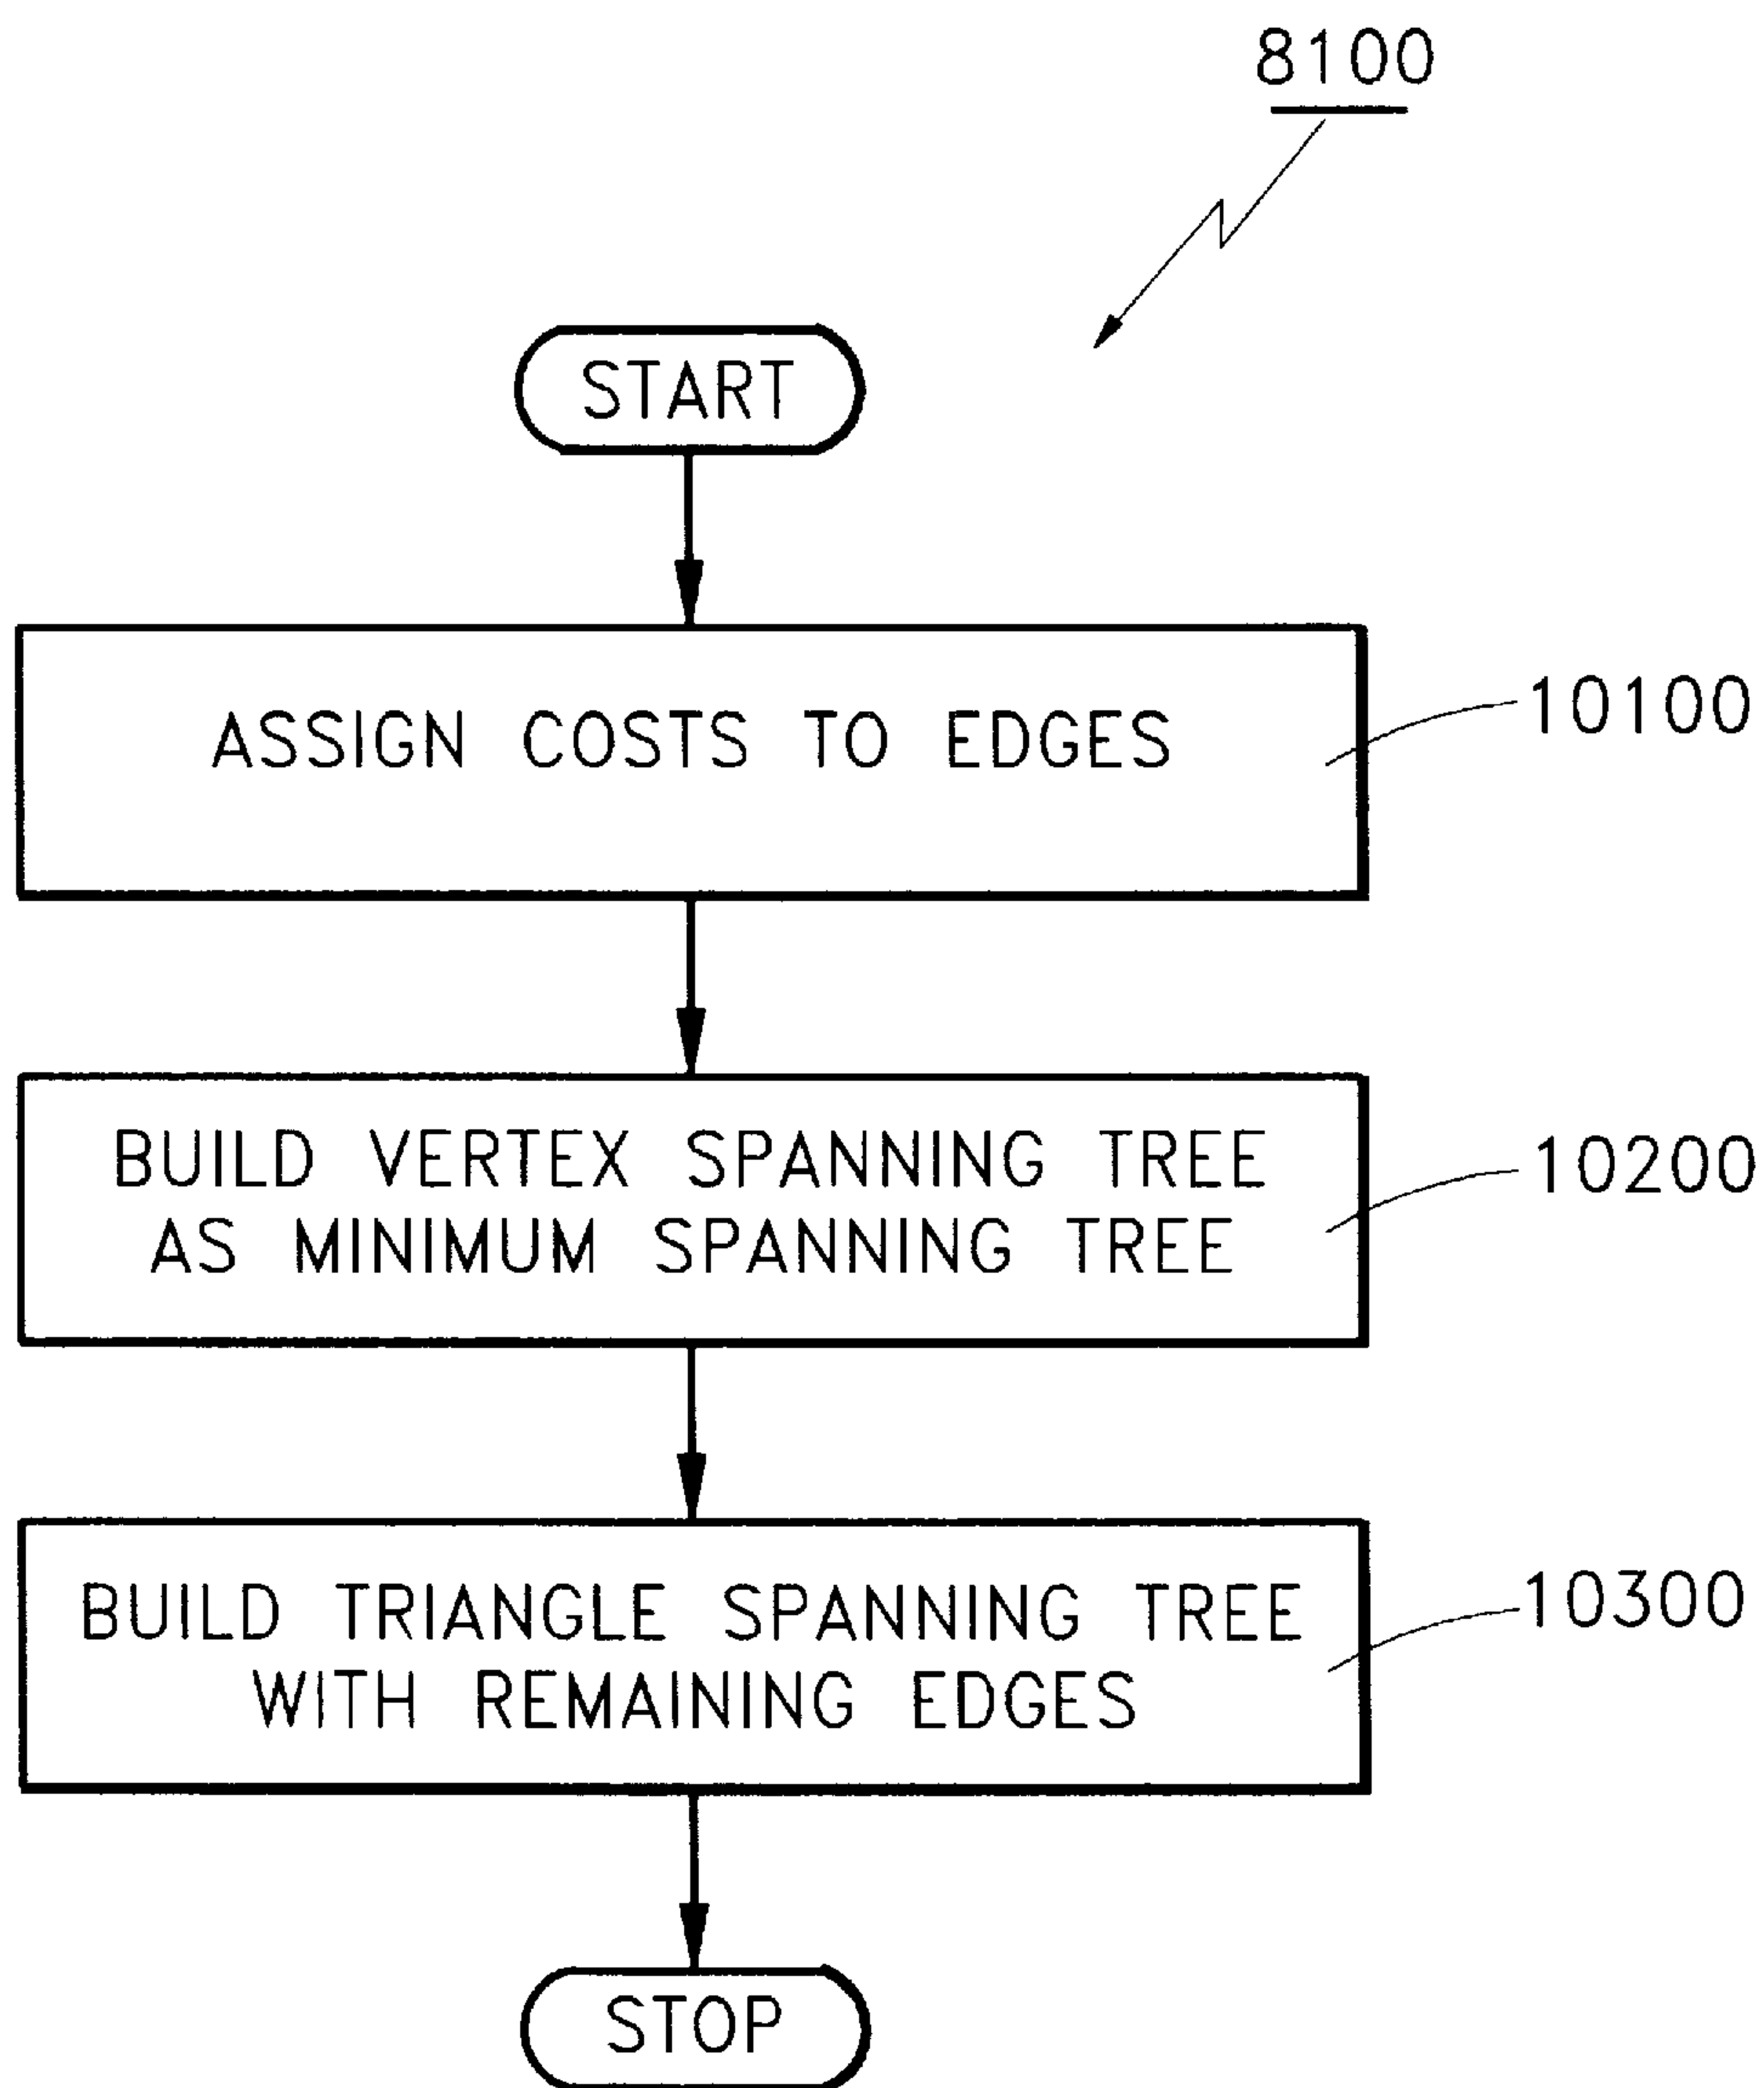 8100
START
ASSIGN COSTS TO EDGES
10100
BUILD VERTEX SPANNING TREE
AS MINIMUM SPANNING TREE
10200
BUILD TRIANGLE SPANNING TREE
WITH REMAINING EDGES
10300
STOP